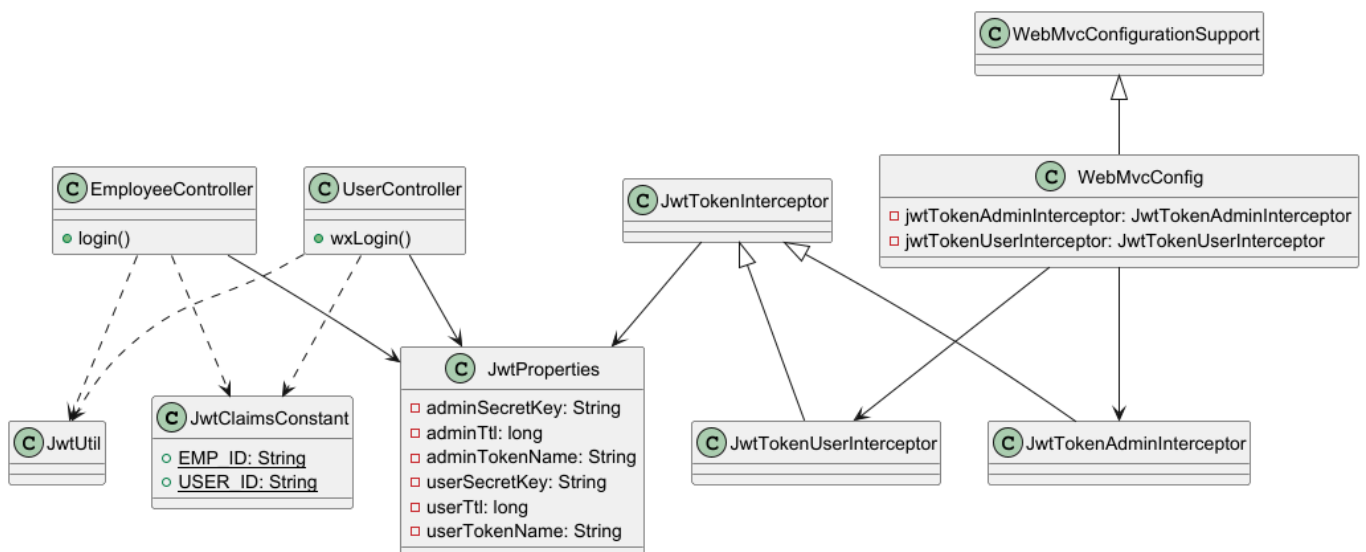 C WebMvcConfigurationSupport
C EmployeeController
login()
C UserController
wxLogin()
C JwtTokenInterceptor
C WebMvcConfig
jwtTokenAdminInterceptor: JwtTokenAdminInterceptor
jwtTokenUserInterceptor: JwtTokenUserInterceptor
C JwtUtil
C JwtClaimsConstant
EMP_ID: String
USER_ID: String
C JwtProperties
adminSecretKey: String
adminTtl: long
adminTokenName: String
userSecretKey: String
userTtl: long
userTokenName: String
C JwtTokenUserInterceptor
C JwtTokenAdminInterceptor